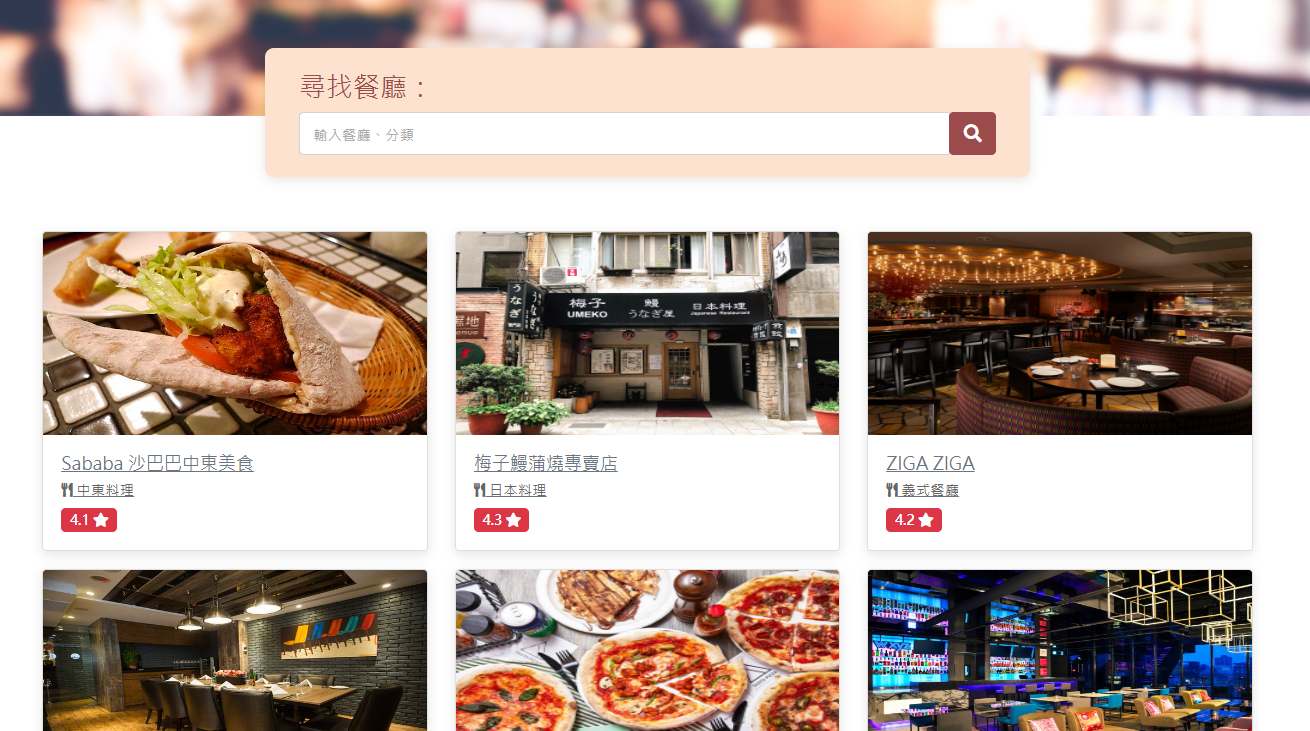 尋找餐廳：
輸入餐廳、分類
うなぎ
梅子
UMEKO
鰻
うなぎ屋
日本料理
Japanese Restaurant
Sababa 沙巴巴中東美食
中東料理
4.1
梅子鰻蒲燒專賣店
日本料理
4.3
ZIGA ZIGA
義式餐廳
4.2